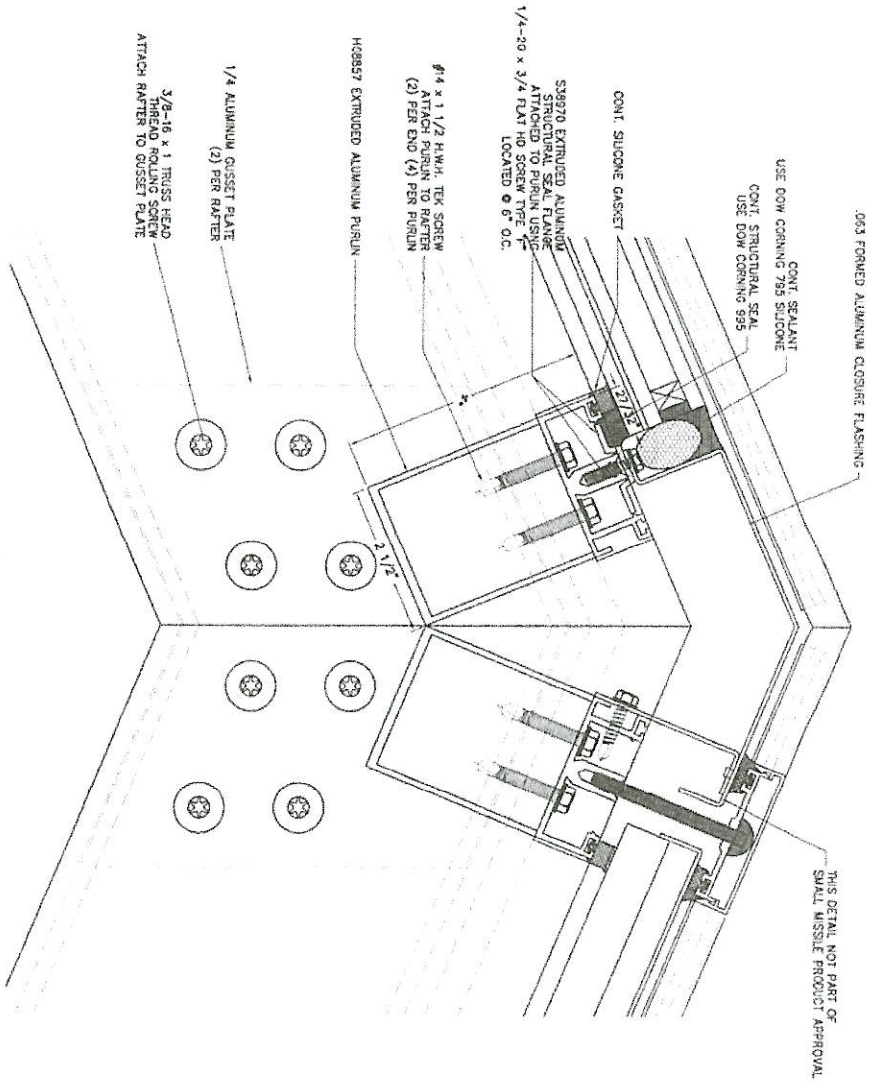 .063 FORMED ALUMINUM CLOSURE FLASHING
CONT. SEALANT
USE DOW CORNING 795 SILICONE
CONT. STRUCTURAL SEAL
USE DOW CORNING 995
CONT. SILICONE GASKET
S38970 EXTRUDED ALUMINUM
STRUCTURAL SEAL FLANGE
ATTACHED TO PURLIN USING
1/4-20 x 3/4 FLAT HD SCREW TYPE
LOCATED @ 6" O.C.
#14 x 1 1/2 H.W.H. TEK SCREW
ATTACH PURLIN TO RAFTER
(2) PER END (4) PER PURLIN
H08857 EXTRUDED ALUMINUM PURLIN
1/4 ALUMINUM GUSSET PLATE
(2) PER RAFTER
3/8-16 x 1 TRUSS HEAD
THREAD ROLLING SCREW
ATTACH RAFTER TO GUSSET PLATE
27/32"
2 1/2"
THIS DETAIL NOT PART OF
SMALL MISSILE PRODUCT APPROVAL